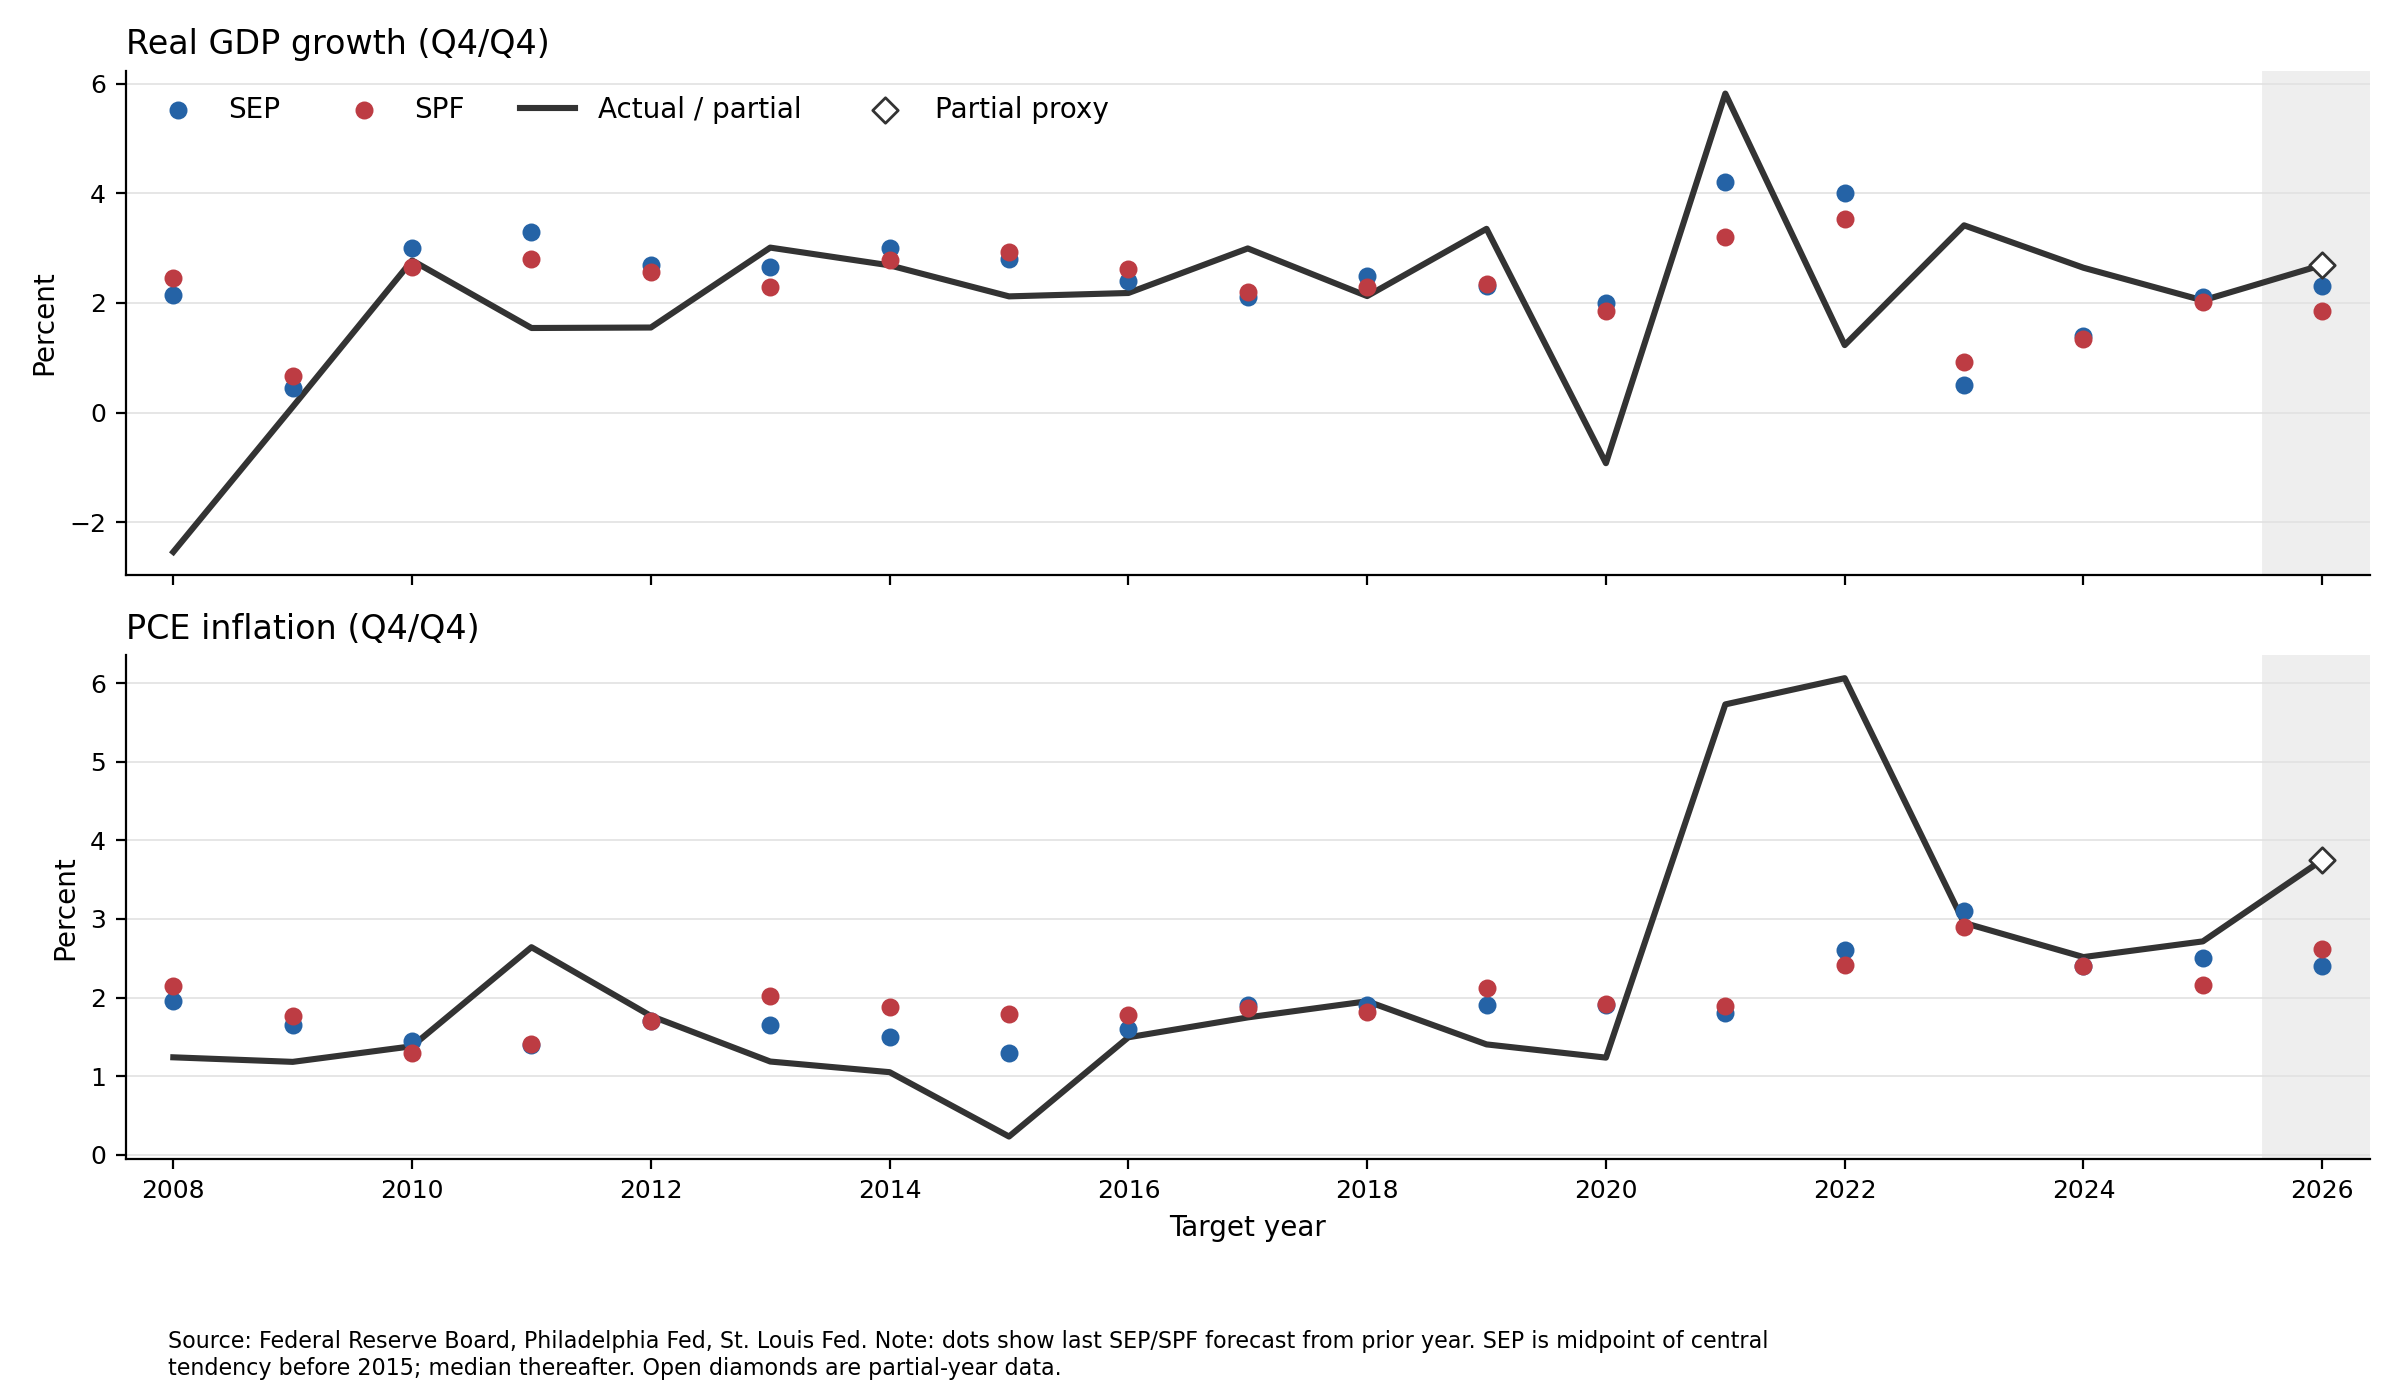 Real GDP growth (Q4/Q4)
SEP SPF Actual / partial Partial proxy
Percent
6
4
2
0
−2
PCE inflation (Q4/Q4)
Percent
6
5
4
3
2
1
0
2008 2010 2012 2014 2016 2018 2020 2022 2024 2026
Target year
Source: Federal Reserve Board, Philadelphia Fed, St. Louis Fed. Note: dots show last SEP/SPF forecast from prior year. SEP is midpoint of central
tendency before 2015; median thereafter. Open diamonds are partial-year data.